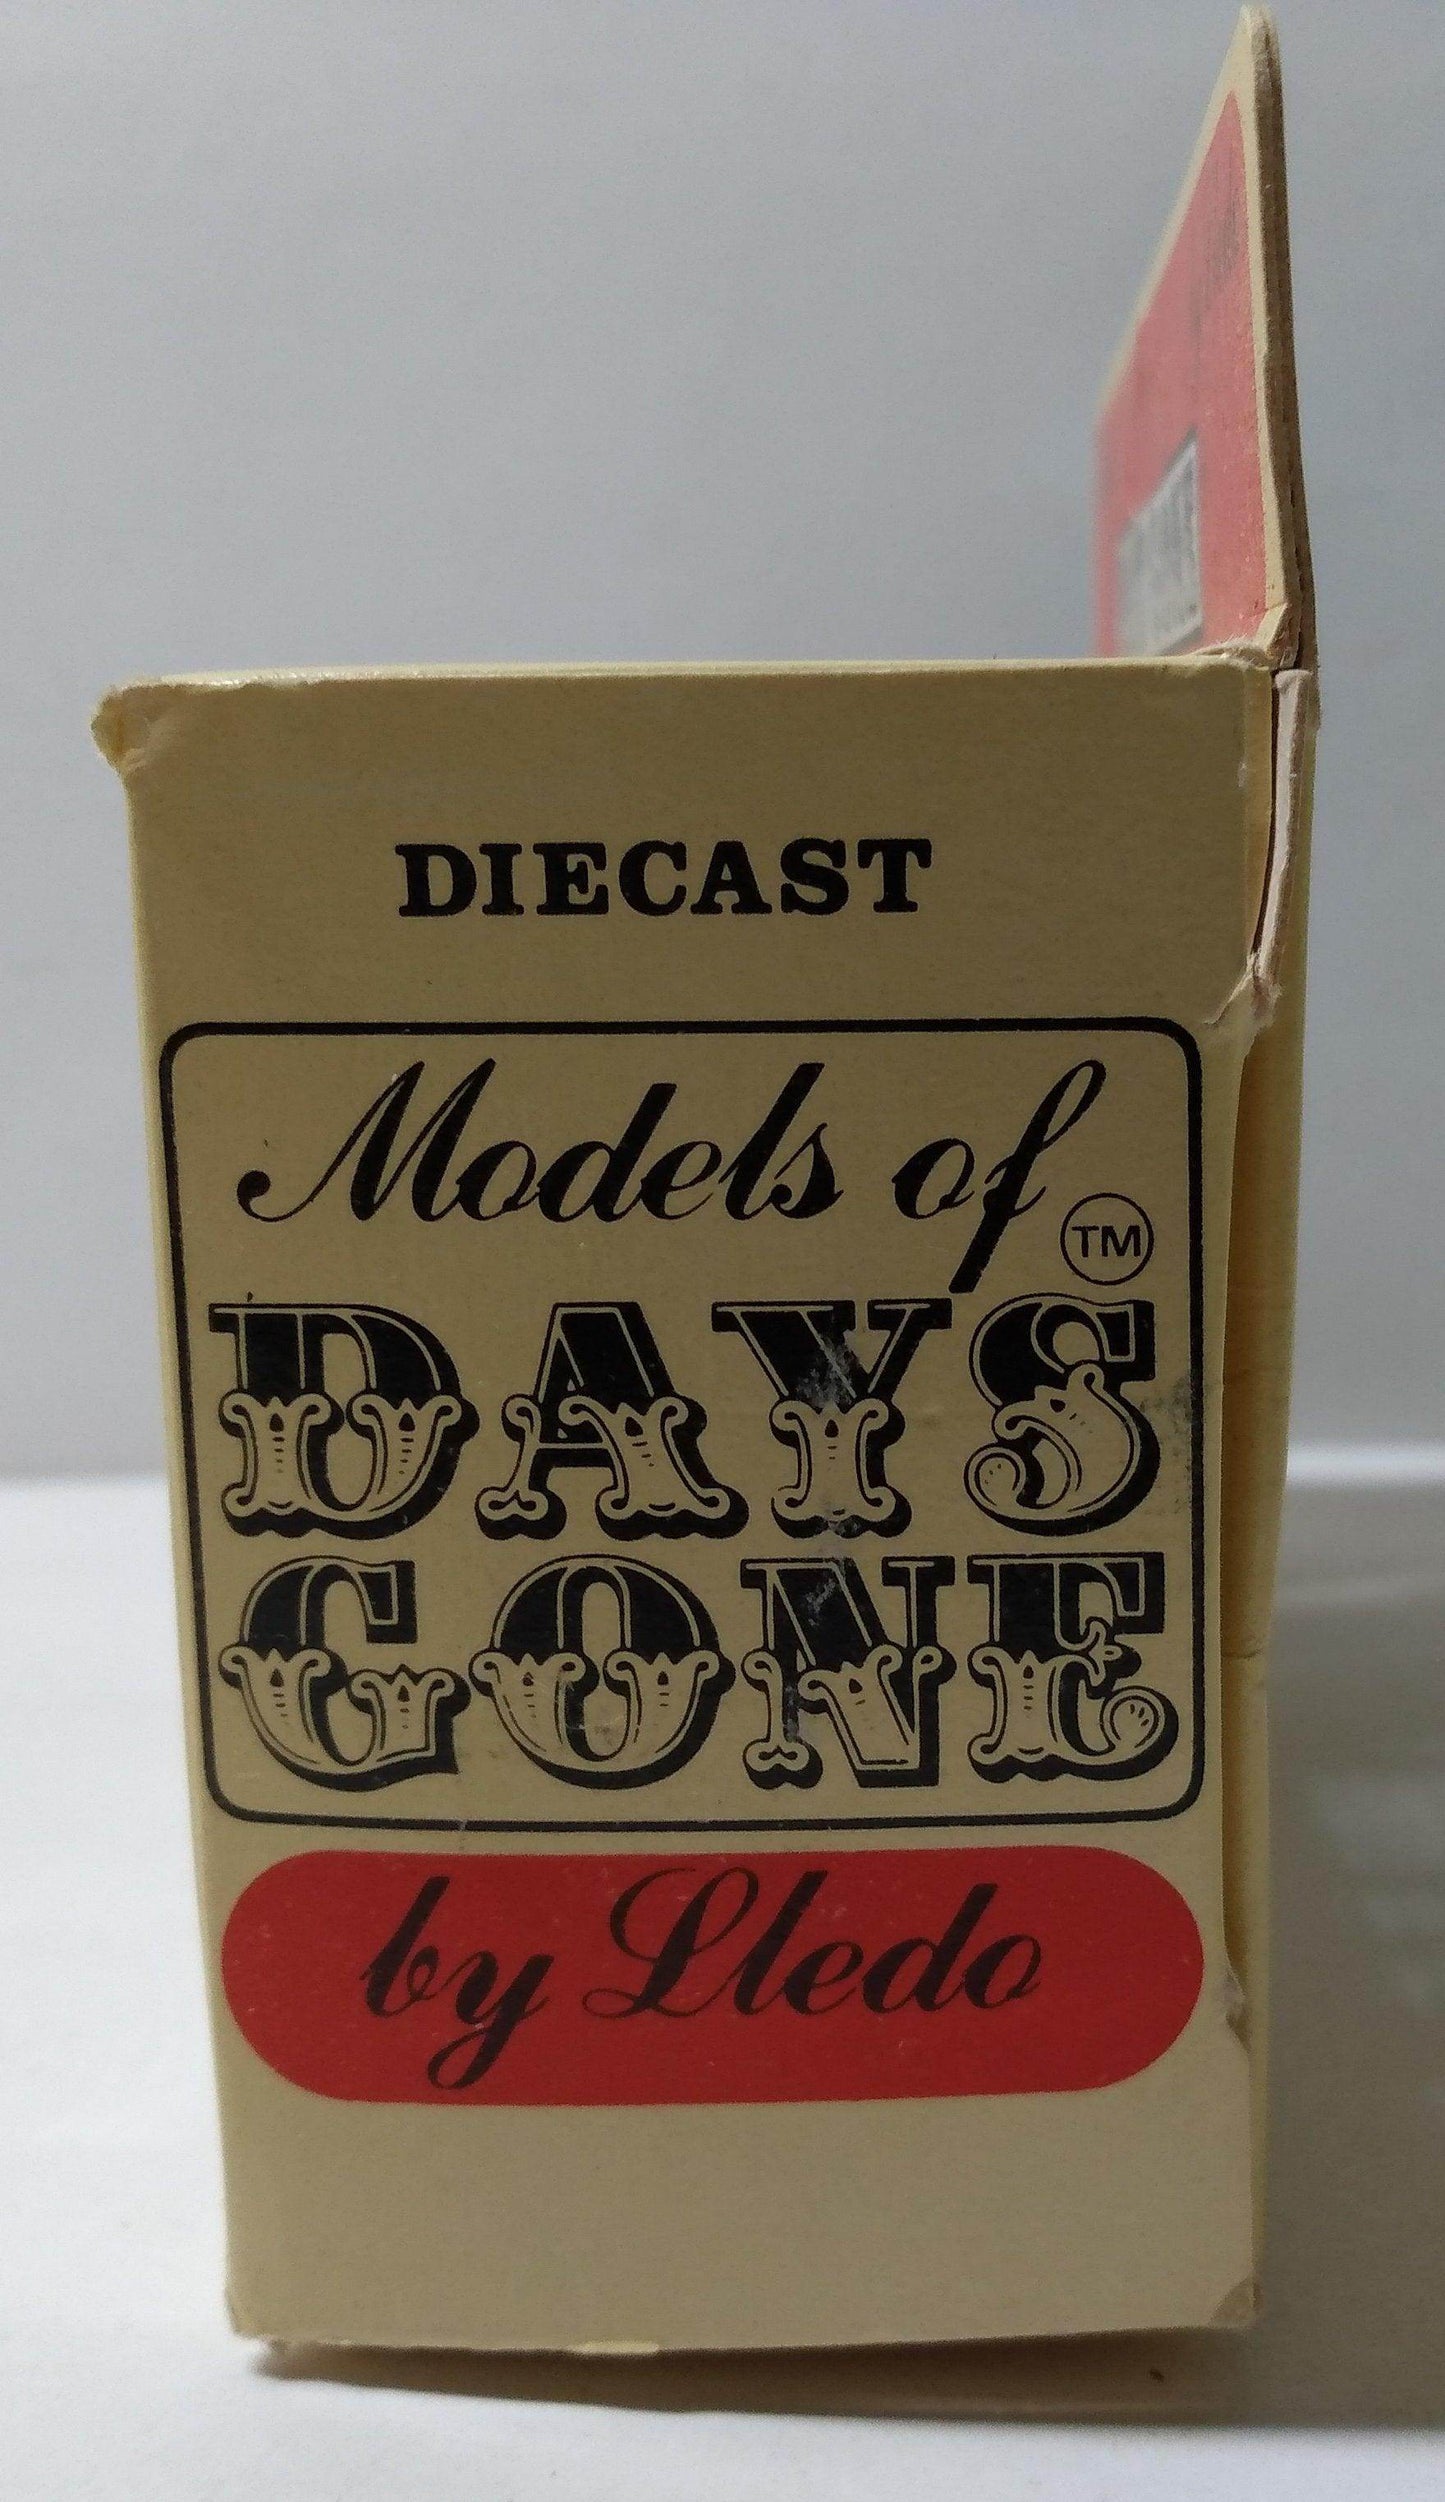 DIECAST
Models of
TM
DAYS
GONE
by Lledo